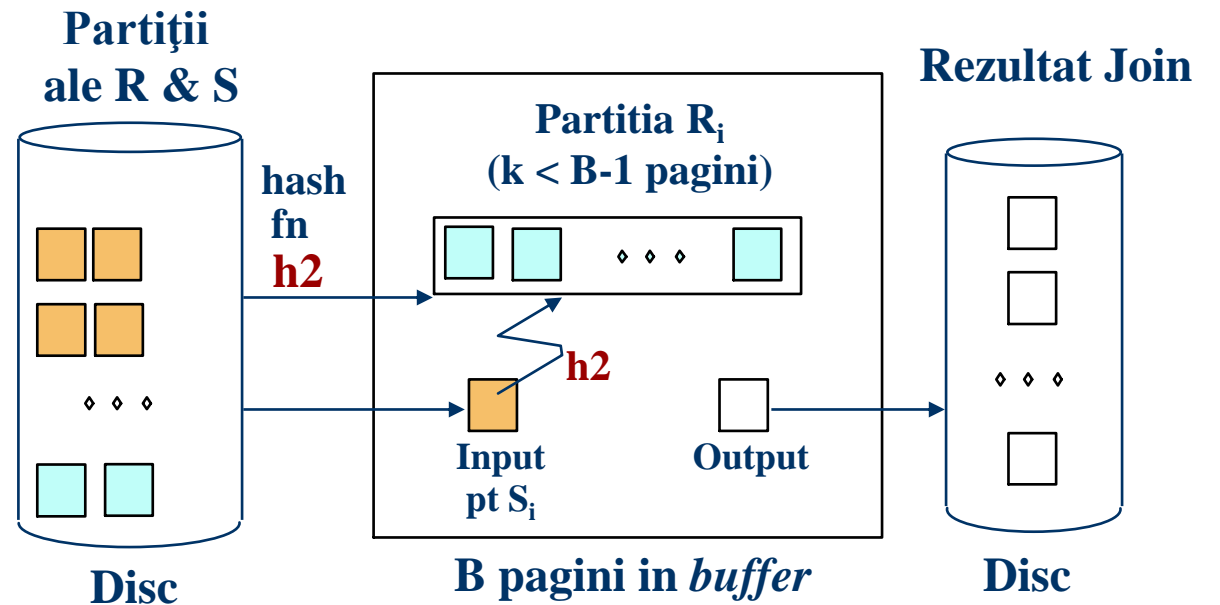 Partiţii
ale R & S
Rezultat Join
Partitia Ri
(k < B-1 pagini)
hash
fn
h2
h2
Input
pt Si
Output
Disc
B pagini in buffer
Disc